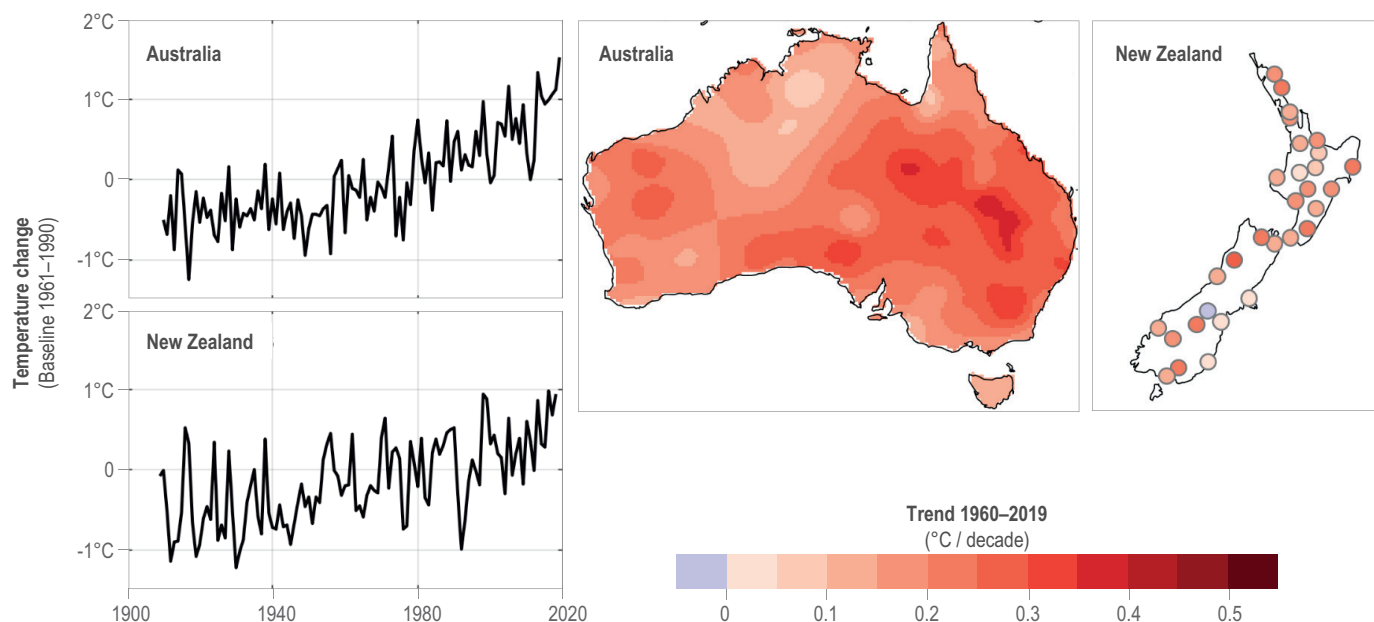 2°C
Australia
1°C
0
-1°C
2°C
New Zealand
1°C
0
-1°C
1900
1940
1980
2020
Temperature change
(Baseline 1961–1990)
Australia
New Zealand
Trend 1960–2019
(°C / decade)
0
0.1
0.2
0.3
0.4
0.5